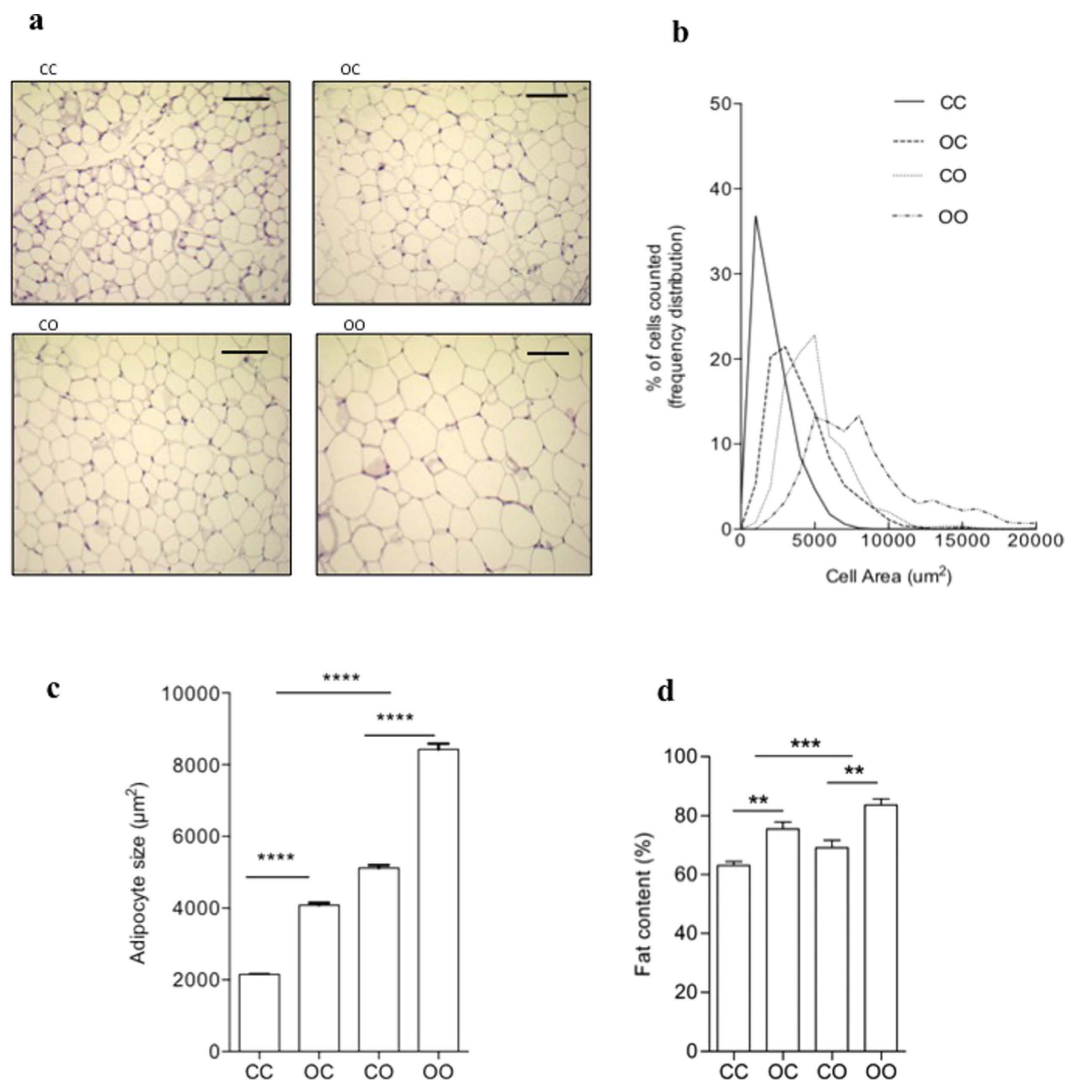 a
CC
OC
CO
OO
b
50
40
30
20
10
0
0 5000 10000 15000 20000
% of cells counted
(frequency distribution)
Cell Area (um²)
CC
OC
CO
OO
c
10000
8000
6000
4000
2000
0
Adipocyte size (µm²)
****
****
****
CC OC CO OO
d
100
80
60
40
20
0
Fat content (%)
***
**
**
CC OC CO OO